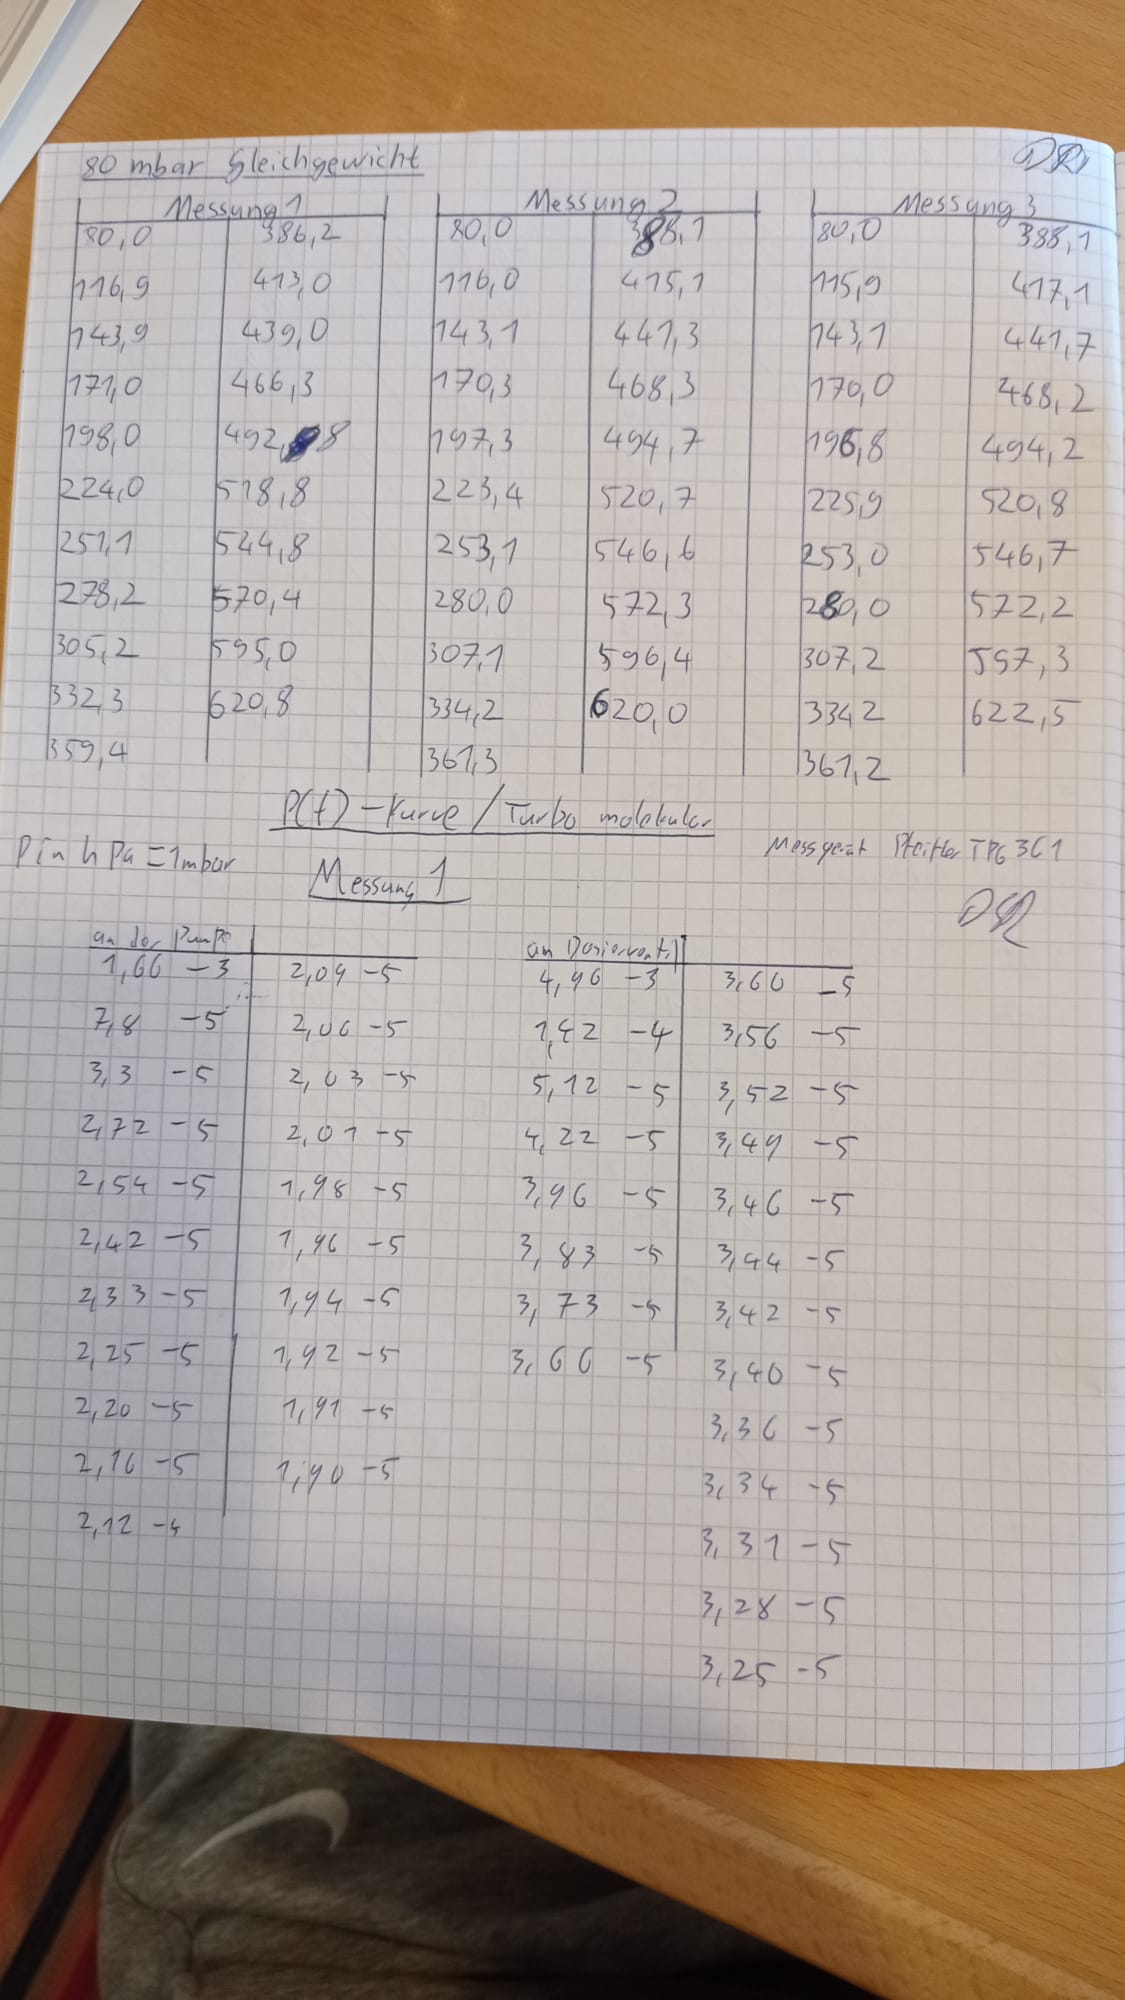 80 mbar Gleichgewicht
Messung 1 Messung 2 Messung 3
80,0 386,2 80,0 388,1 80,0 388,1
116,9 413,0 116,0 415,1 115,9 417,1
143,9 439,0 143,1 441,3 143,1 441,7
171,0 466,3 170,3 468,3 170,0 468,2
198,0 492,8 197,3 494,7 196,8 494,2
224,0 518,8 223,4 520,7 225,9 520,8
251,1 544,8 253,1 546,6 253,0 546,7
278,2 570,4 280,0 572,3 280,0 572,2
305,2 595,0 307,1 596,4 307,2 597,3
332,3 620,8 334,2 620,0 334,2 622,5
359,4 361,3 361,2
P(t)-Kurve/Turbo molekular
P in hPa = 1mbar Messgerät Pfeiffer TPG 361
Messung 1
an der Pumpe am Dosierventil
1,66 -3 2,09 -5 4,96 -3 3,60 -5
7,8 -5 2,06 -5 1,42 -4 3,56 -5
3,3 -5 2,03 -5 5,12 -5 3,52 -5
2,72 -5 2,01 -5 4,22 -5 3,49 -5
2,54 -5 1,98 -5 3,96 -5 3,46 -5
2,42 -5 1,96 -5 3,83 -5 3,44 -5
2,33 -5 1,94 -5 3,73 -5 3,42 -5
2,25 -5 1,92 -5 3,66 -5 3,40 -5
2,20 -5 1,91 -5 3,36 -5
2,16 -5 1,90 -5 3,34 -5
2,12 -5 3,31 -5
3,28 -5
3,25 -5